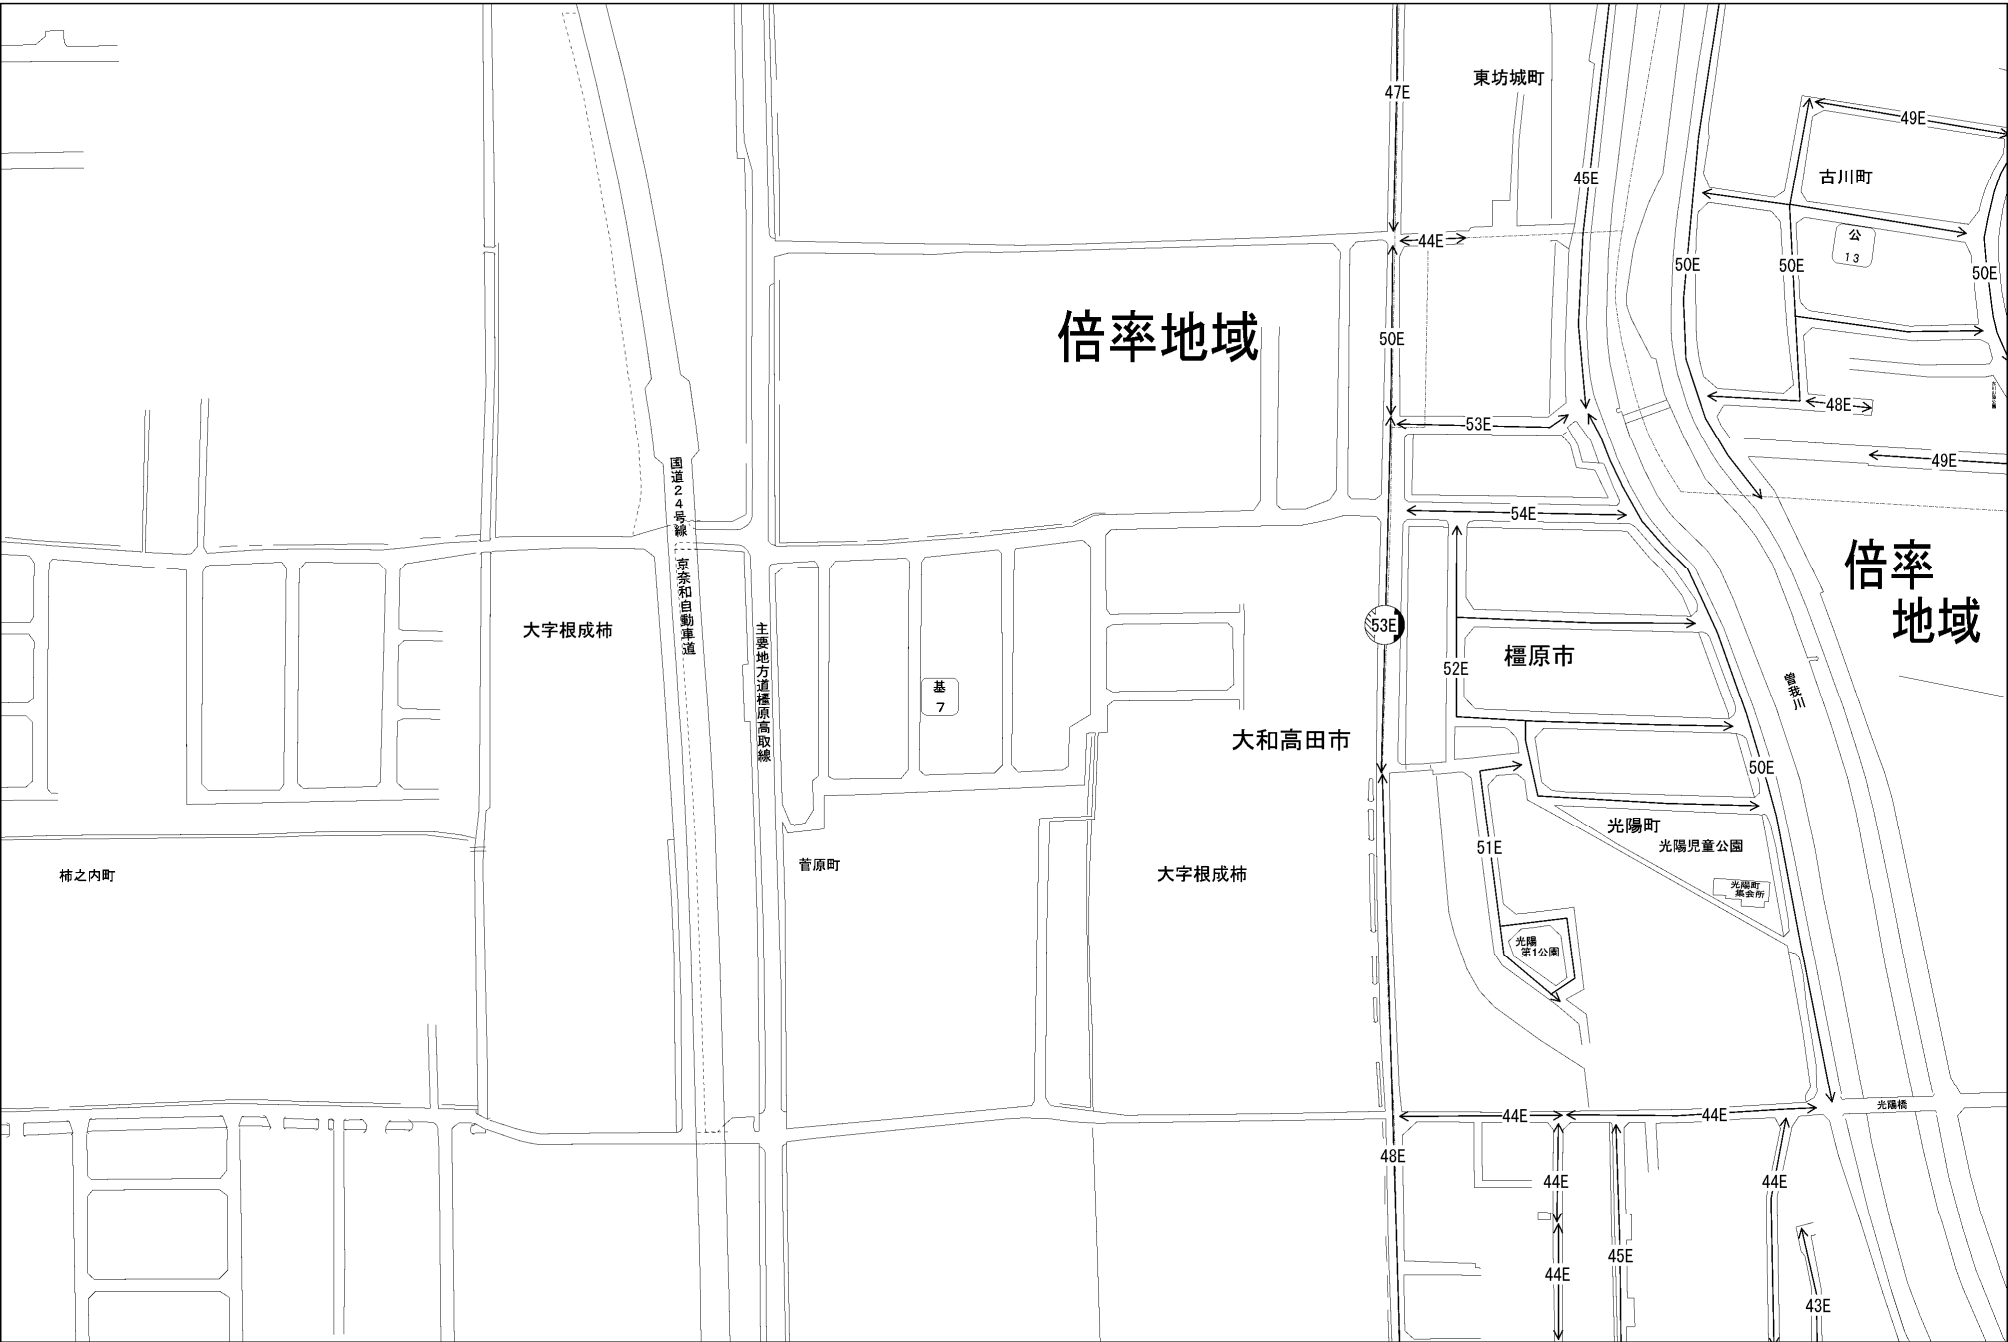 東坊城町
47E
49E
古川町
45E
公
13
44E
50E
50E
50E
50E
倍率地域
48E
53E
49E
国道24号線
54E
倍率
地域
京奈和自動車道
主要地方道橿原高取線
大字根成柿
53E
橿原市
52E
基
7
曽我川
大和高田市
50E
光陽町
光陽児童公園
51E
菅原町
柿之内町
大字根成柿
光陽町
集会所
光陽
第1公園
光陽橋
44E
44E
48E
44E
44E
45E
44E
43E